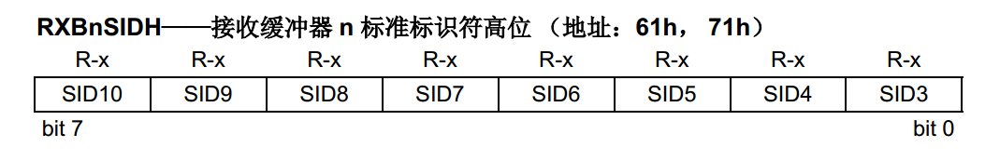 RXBnSIDH——接收缓冲器 n 标准标识符高位 （地址：61h， 71h）
R-x R-x R-x R-x R-x R-x R-x R-x
SID10 SID9 SID8 SID7 SID6 SID5 SID4 SID3
bit 7 bit 0